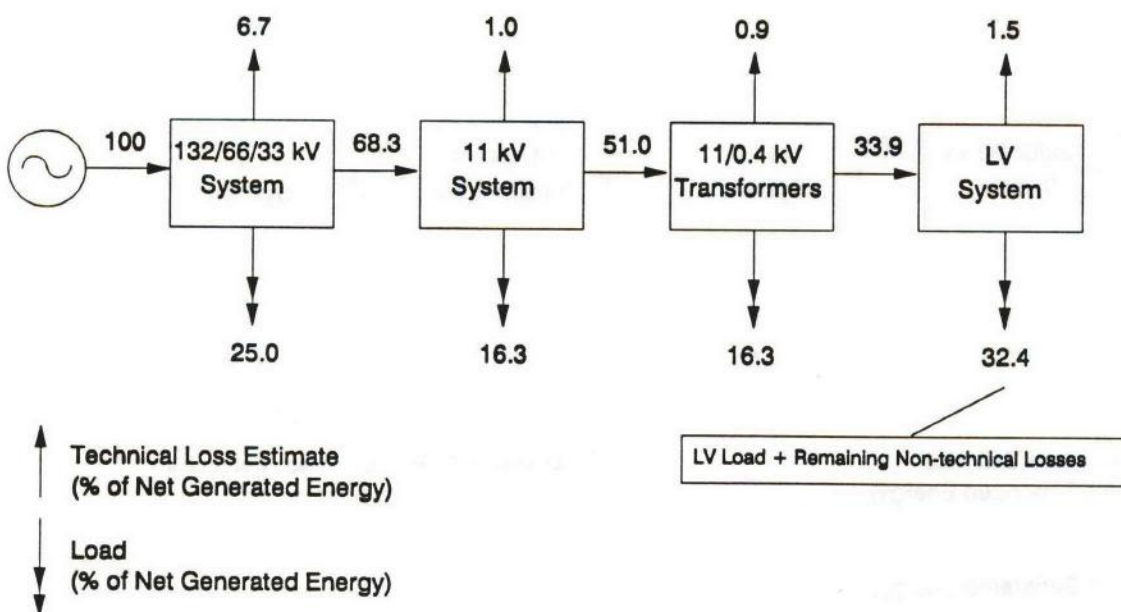 6.7
1.0
0.9
1.5
100
132/66/33 kV
System
68.3
11 kV
System
51.0
11/0.4 kV
Transformers
33.9
LV
System
25.0
16.3
16.3
32.4
Technical Loss Estimate
(% of Net Generated Energy)
LV Load + Remaining Non-technical Losses
Load
(% of Net Generated Energy)